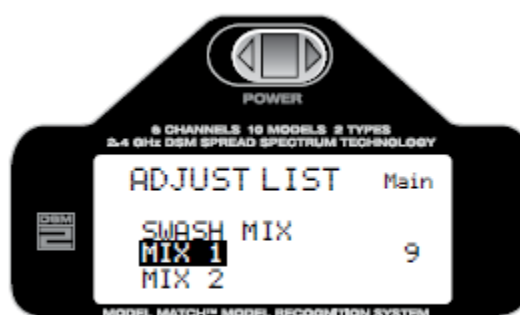 POWER
6 CHANNELS 10 MODELS 2 TYPES
2.4 GHz DSM SPREAD SPECTRUM TECHNOLOGY
ADJUST LIST Main
DSM
2
SWASH MIX
MIX 1 9
MIX 2
MODEL MATCH™ MODEL RECOGNITION SYSTEM